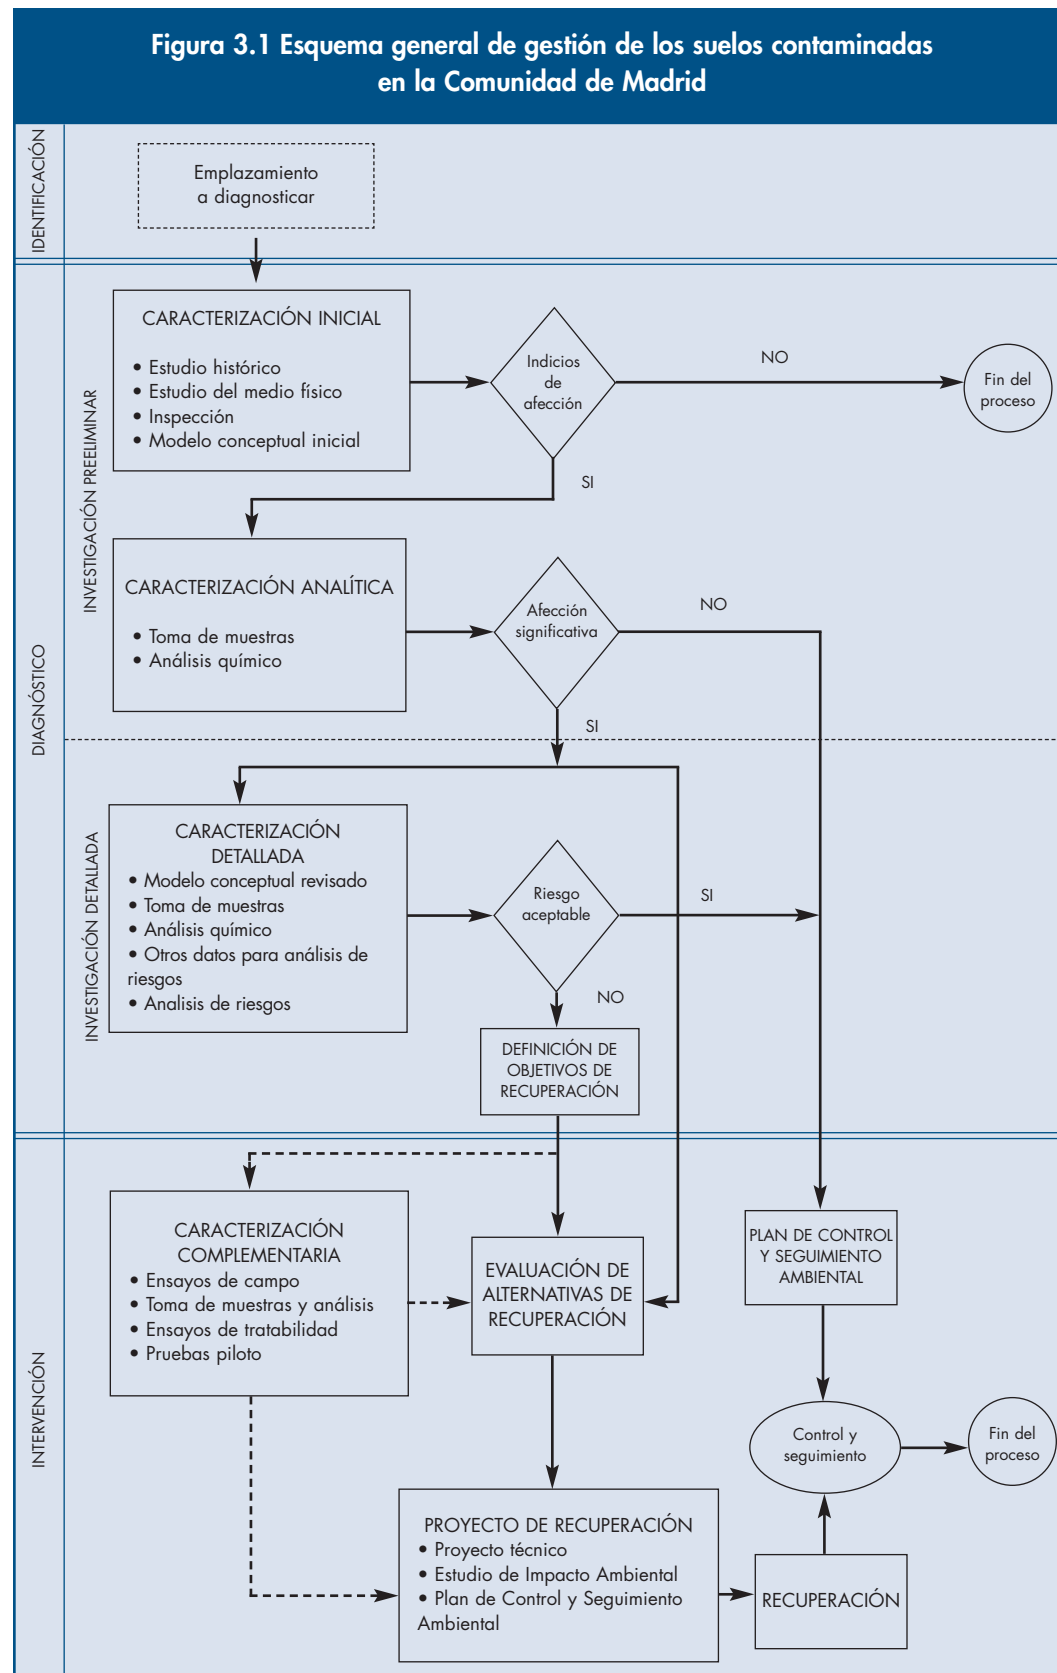 Figura 3.1 Esquema general de gestión de los suelos contaminadas
en la Comunidad de Madrid
IDENTIFICACIÓN
Emplazamiento
a diagnosticar
DIAGNÓSTICO
INVESTIGACIÓN PREELIMINAR
CARACTERIZACIÓN INICIAL
• Estudio histórico
• Estudio del medio físico
• Inspección
• Modelo conceptual inicial
Indicios
de
afección
NO
Fin del
proceso
SI
CARACTERIZACIÓN ANALÍTICA
• Toma de muestras
• Análisis químico
Afección
significativa
NO
SI
INVESTIGACIÓN DETALLADA
CARACTERIZACIÓN
DETALLADA
• Modelo conceptual revisado
• Toma de muestras
• Análisis químico
• Otros datos para análisis de
riesgos
• Analisis de riesgos
Riesgo
aceptable
SI
NO
DEFINICIÓN DE
OBJETIVOS DE
RECUPERACIÓN
INTERVENCIÓN
CARACTERIZACIÓN
COMPLEMENTARIA
• Ensayos de campo
• Toma de muestras y análisis
• Ensayos de tratabilidad
• Pruebas piloto
EVALUACIÓN DE
ALTERNATIVAS DE
RECUPERACIÓN
PLAN DE CONTROL
Y SEGUIMIENTO
AMBIENTAL
Control y
seguimiento
Fin del
proceso
PROYECTO DE RECUPERACIÓN
• Proyecto técnico
• Estudio de Impacto Ambiental
• Plan de Control y Seguimiento
Ambiental
RECUPERACIÓN